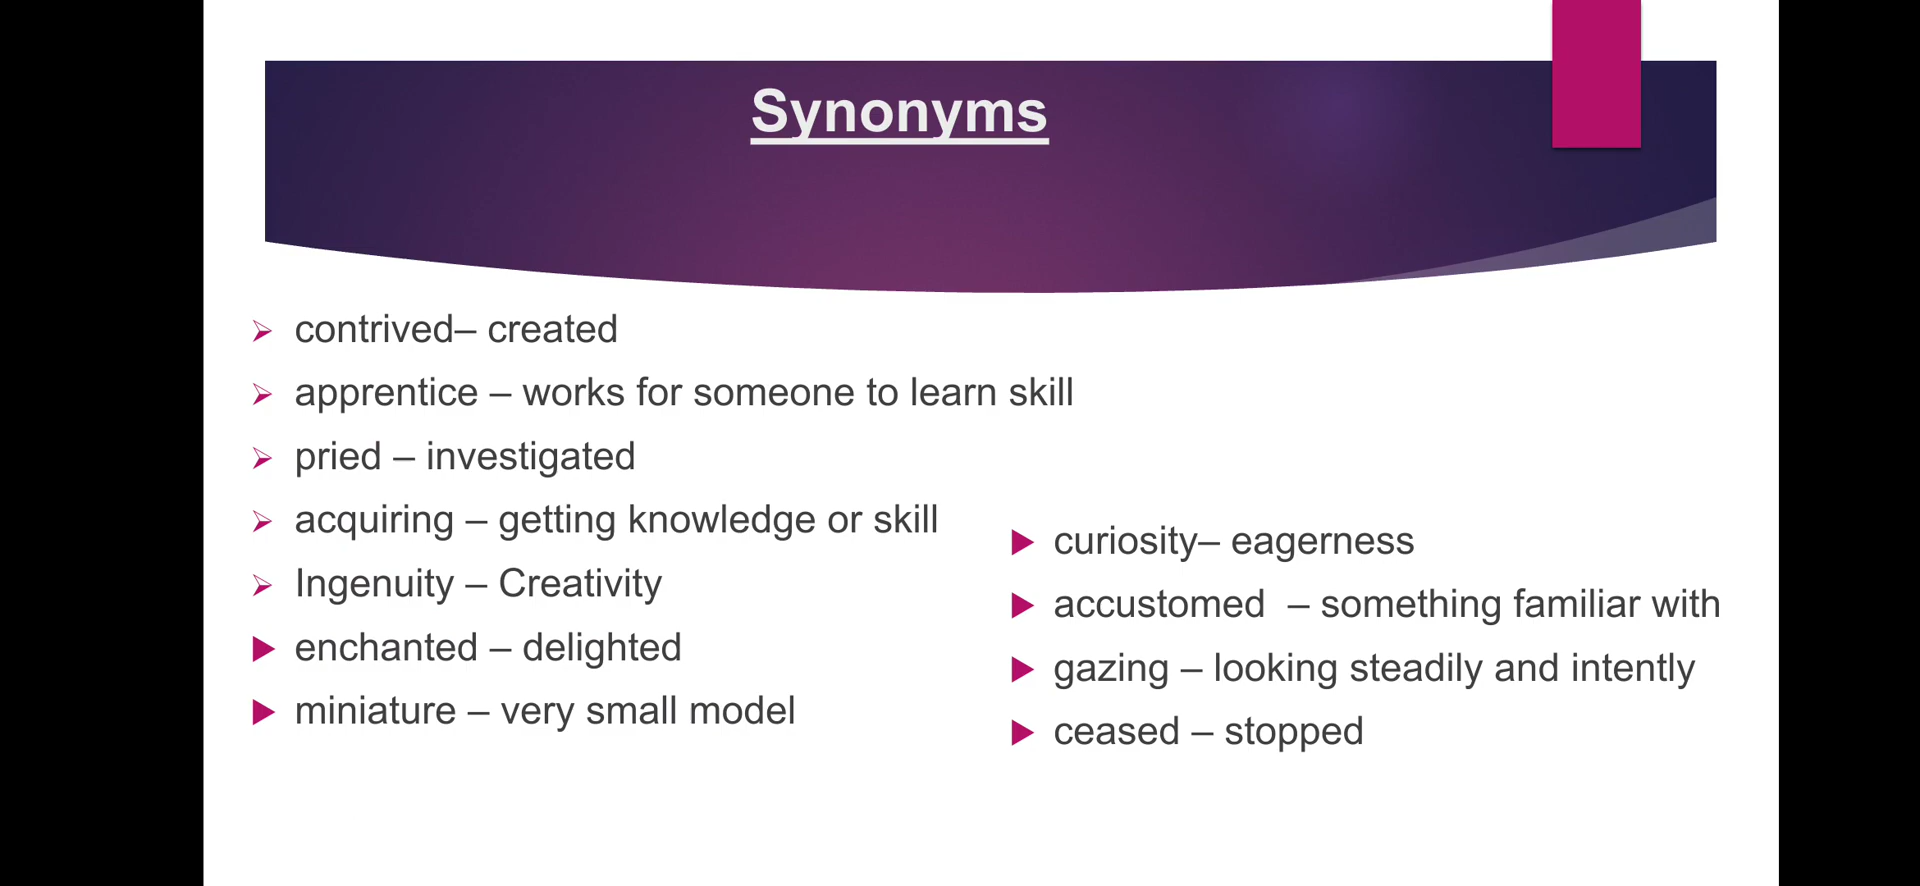 Synonyms
contrived– created
apprentice – works for someone to learn skill
pried – investigated
acquiring – getting knowledge or skill
Ingenuity – Creativity
enchanted – delighted
miniature – very small model
curiosity– eagerness
accustomed  – something familiar with
gazing – looking steadily and intently
ceased – stopped